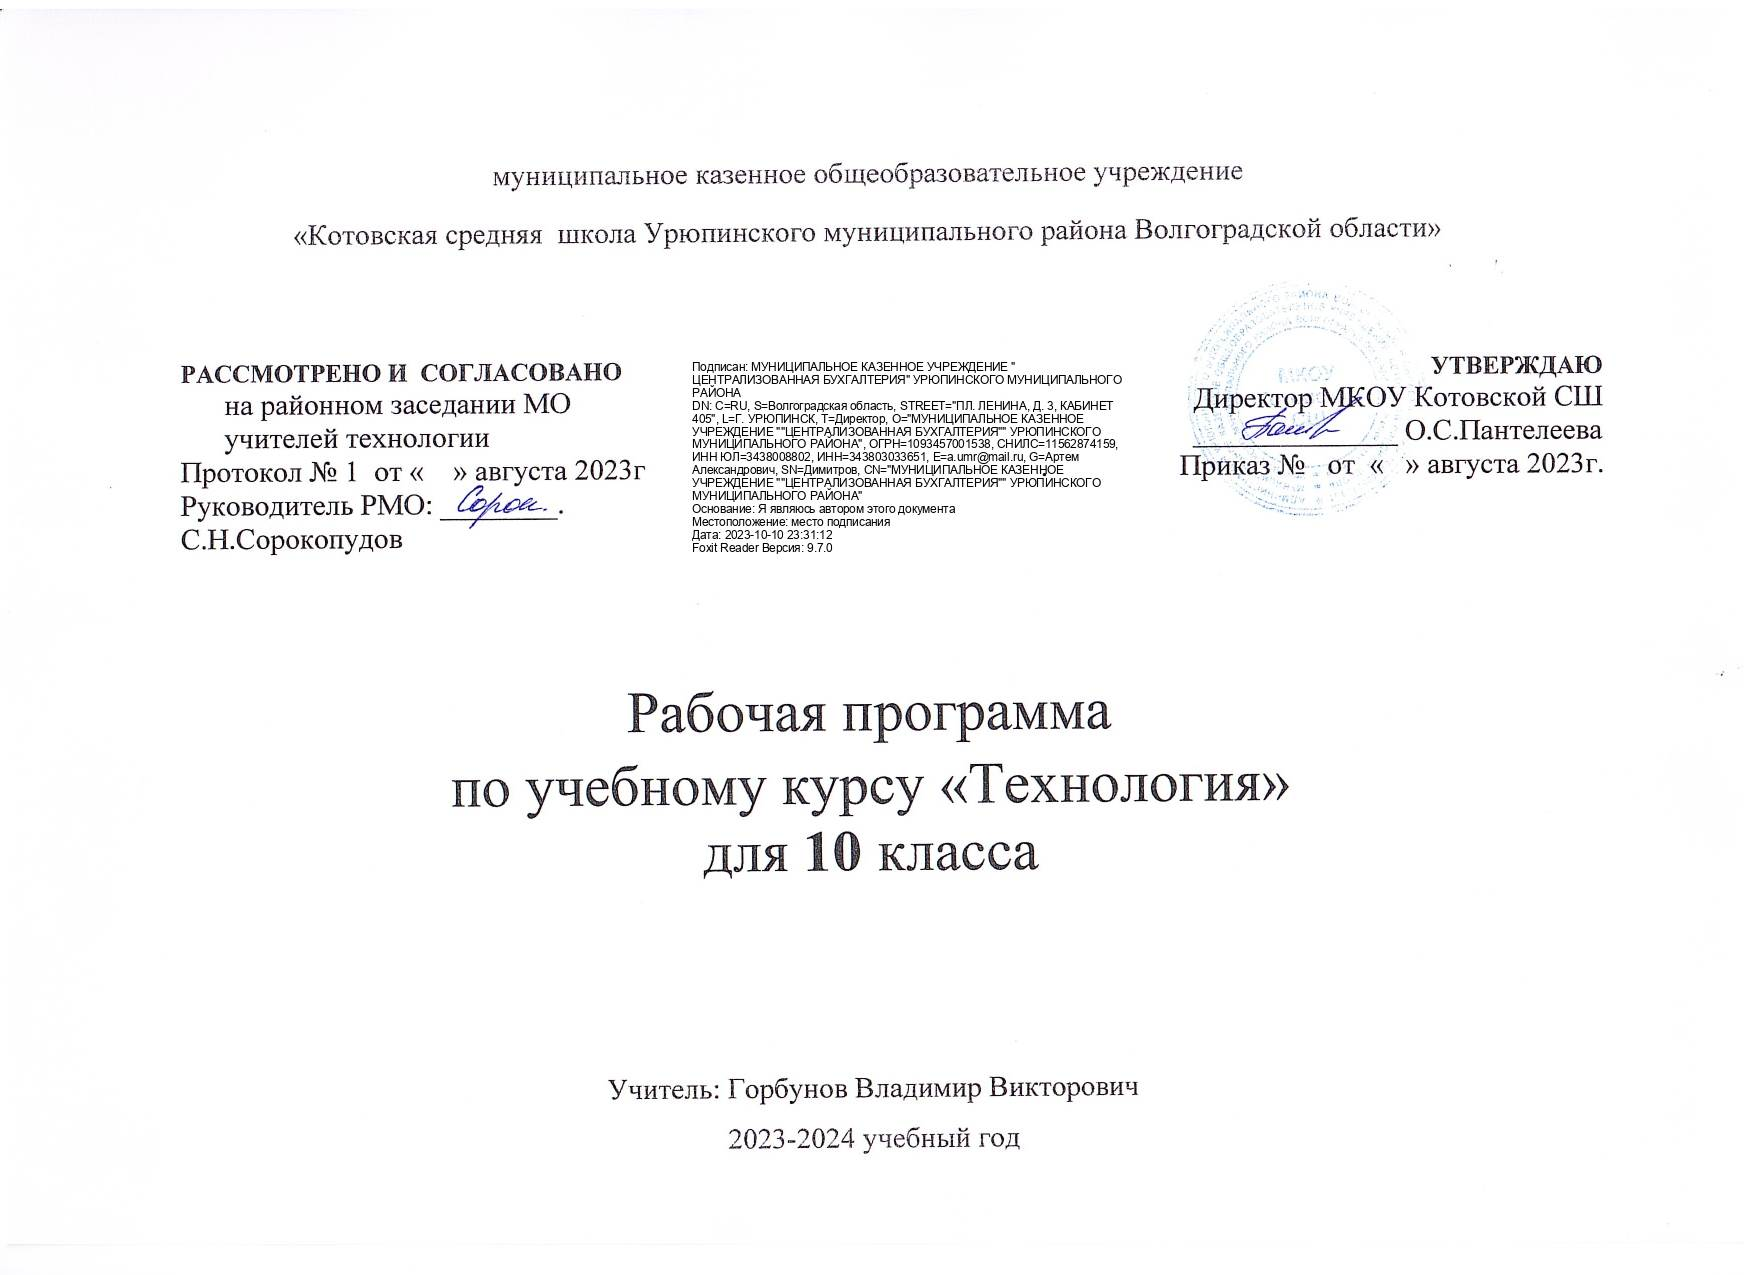 муниципальное казенное общеобразовательное учреждение
«Котовская средняя школа Урюпинского муниципального района Волгоградской области»
РАССМОТРЕНО И СОГЛАСОВАНО
на районном заседании МО
учителей технологии
Протокол № 1 от « » августа 2023г
Руководитель РМО: _________.
С.Н.Сорокопудов
Подписан: МУНИЦИПАЛЬНОЕ КАЗЕННОЕ УЧРЕЖДЕНИЕ "
ЦЕНТРАЛИЗОВАННАЯ БУХГАЛТЕРИЯ" УРЮПИНСКОГО МУНИЦИПАЛЬНОГО
РАЙОНА
DN: C=RU, S=Волгоградская область, STREET="ПЛ. ЛЕНИНА, Д. 3, КАБИНЕТ
405", L=Г. УРЮПИНСК, T=Директор, O="МУНИЦИПАЛЬНОЕ КАЗЕННОЕ
УЧРЕЖДЕНИЕ ""ЦЕНТРАЛИЗОВАННАЯ БУХГАЛТЕРИЯ"" УРЮПИНСКОГО
МУНИЦИПАЛЬНОГО РАЙОНА", ОГРН=1093457001538, СНИЛС=11562874159,
ИНН ЮЛ=3438008802, ИНН=343803033651, E=a.umr@mail.ru, G=Артем
Александрович, SN=Димитров, CN="МУНИЦИПАЛЬНОЕ КАЗЕННОЕ
УЧРЕЖДЕНИЕ ""ЦЕНТРАЛИЗОВАННАЯ БУХГАЛТЕРИЯ"" УРЮПИНСКОГО
МУНИЦИПАЛЬНОГО РАЙОНА"
Основание: Я являюсь автором этого документа
Местоположение: место подписания
Дата: 2023-10-10 23:31:12
Foxit Reader Версия: 9.7.0
УТВЕРЖДАЮ
Директор МКОУ Котовской СШ
_______________ О.С.Пантелеева
Приказ № от « » августа 2023г.
МКОУ
Рабочая программа
по учебному курсу «Технология»
для 10 класса
Учитель: Горбунов Владимир Викторович
2023-2024 учебный год